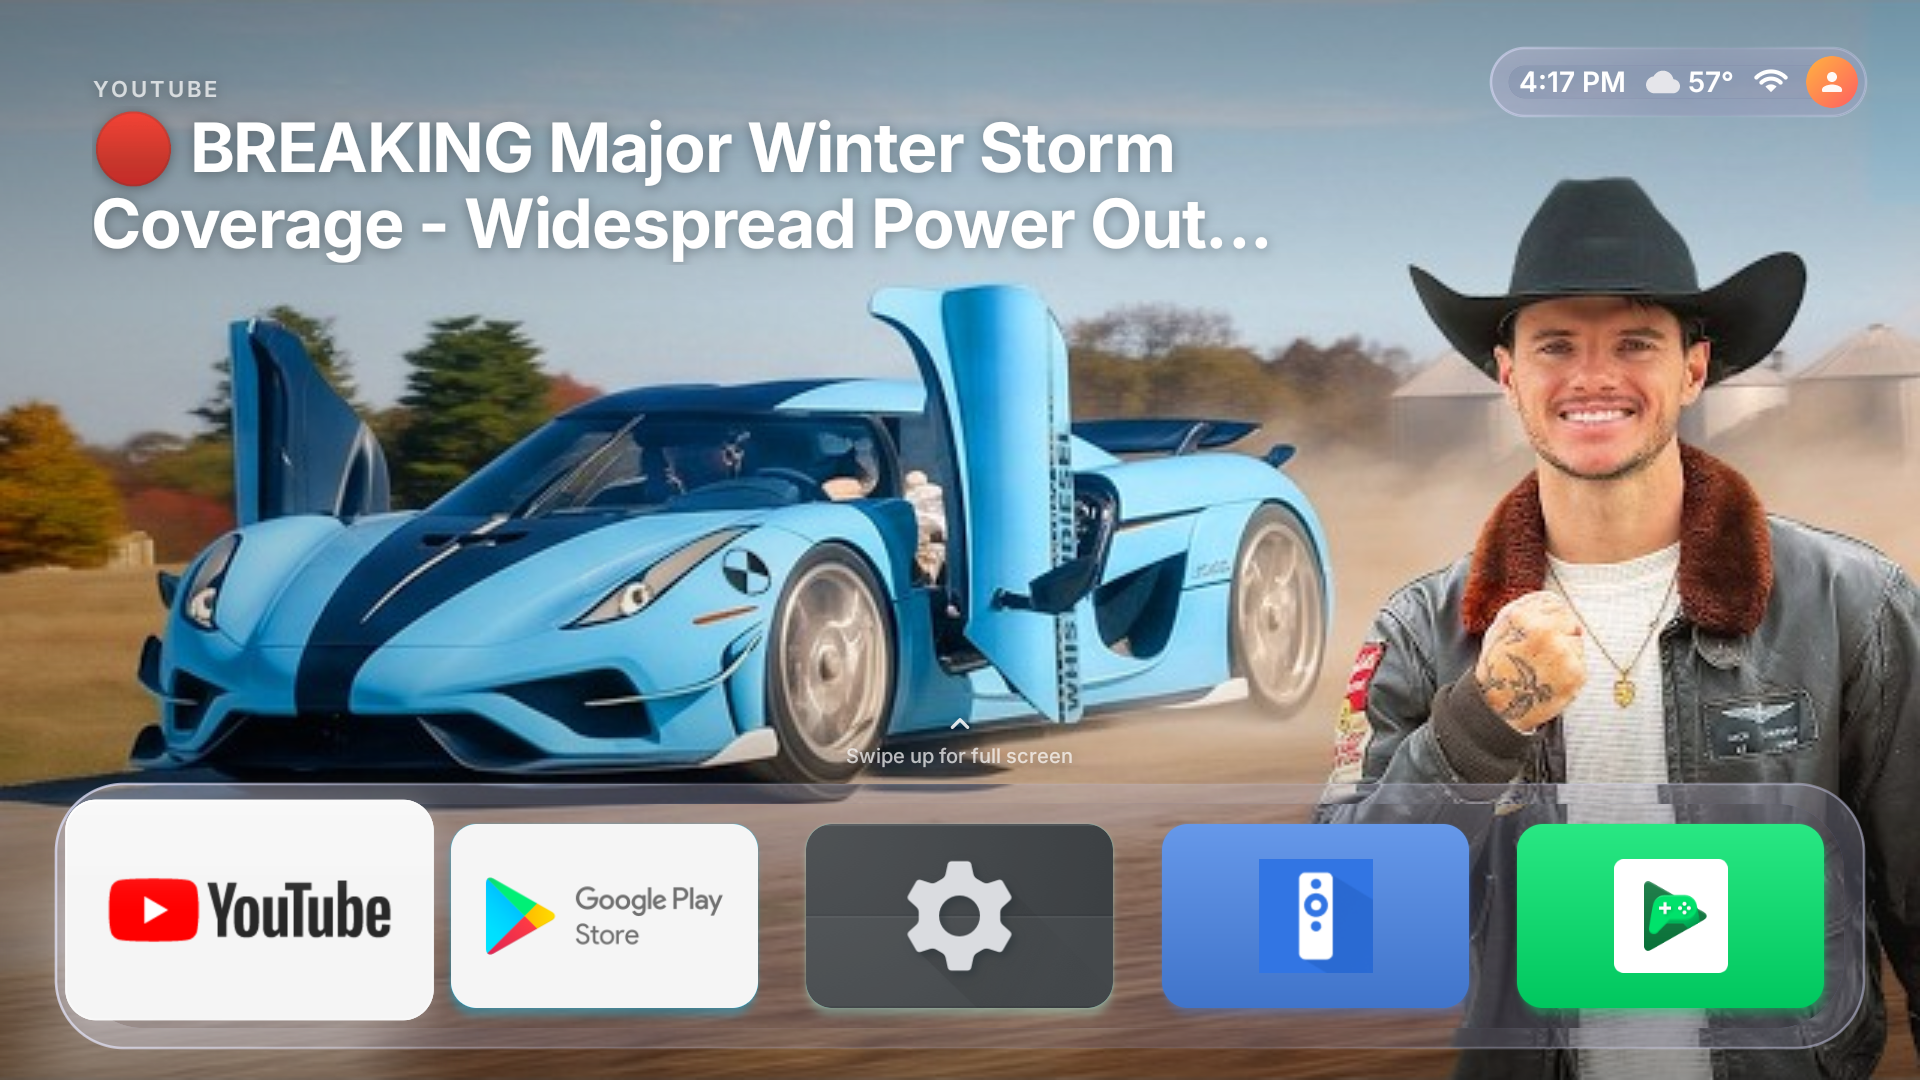 YOUTUBE
4:17 PM 57°
🔴 BREAKING Major Winter Storm
Coverage - Widespread Power Out...
WHISTLINDIESEL
Swipe up for full screen
YouTube
Google Play
Store